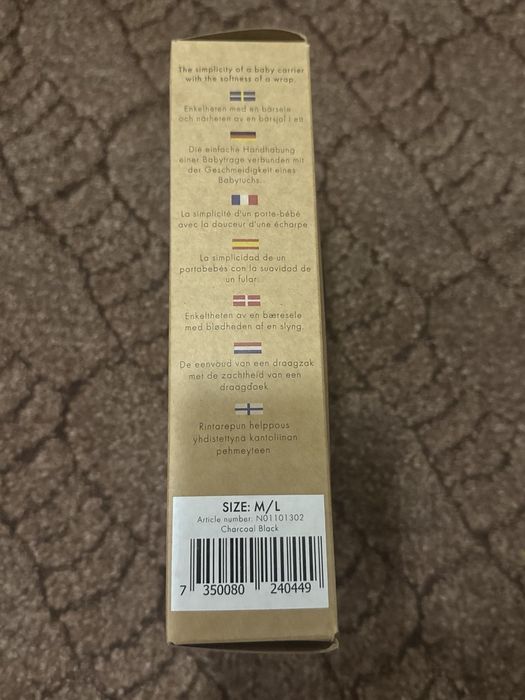 The simplicity of a baby carrier
with the softness of a wrap.
Enkelheten med en bärsele
och närheten av en bärsjal i ett
Die einfache Handhabung
einer Babytrage verbunden mit
der Geschmeidigkeit eines
Babytuchs.
La simplicité d'un porte-bébé
avec la douceur d'une écharpe
La simplicidad de un
portabebés con la suavidad de
un fular.
Enkeltheten av en bæresele
med blødheden af en slyng.
De eenvoud van een draagzak
met de zachtheid van een
draagdoek
Rintarepun helppous
yhdistettyna kantoliinan
pehmeyteen
SIZE: M/L
Article number: N01101302
Charcoal Black
7 350080 240449